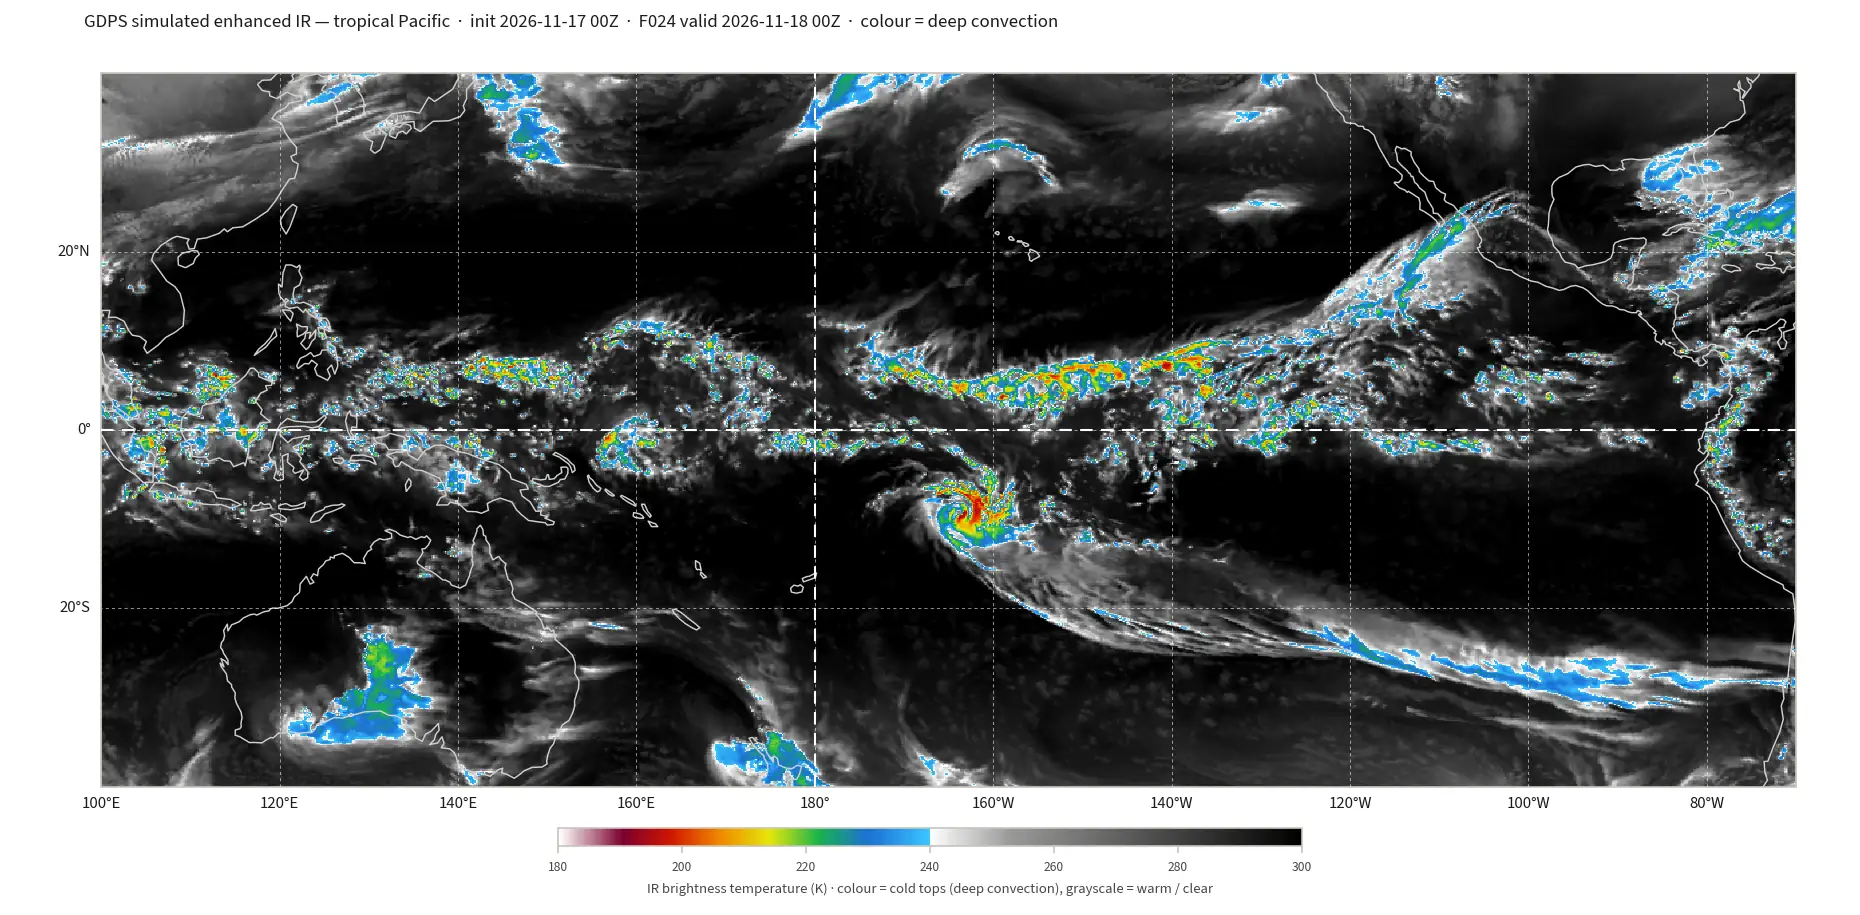 GDPS simulated enhanced IR — tropical Pacific · init 2026-11-17 00Z · F024 valid 2026-11-18 00Z · colour = deep convection
20°N
0°
20°S
100°E 120°E 140°E 160°E 180° 160°W 140°W 120°W 100°W 80°W
180 200 220 240 260 280 300
IR brightness temperature (K) · colour = cold tops (deep convection), grayscale = warm / clear